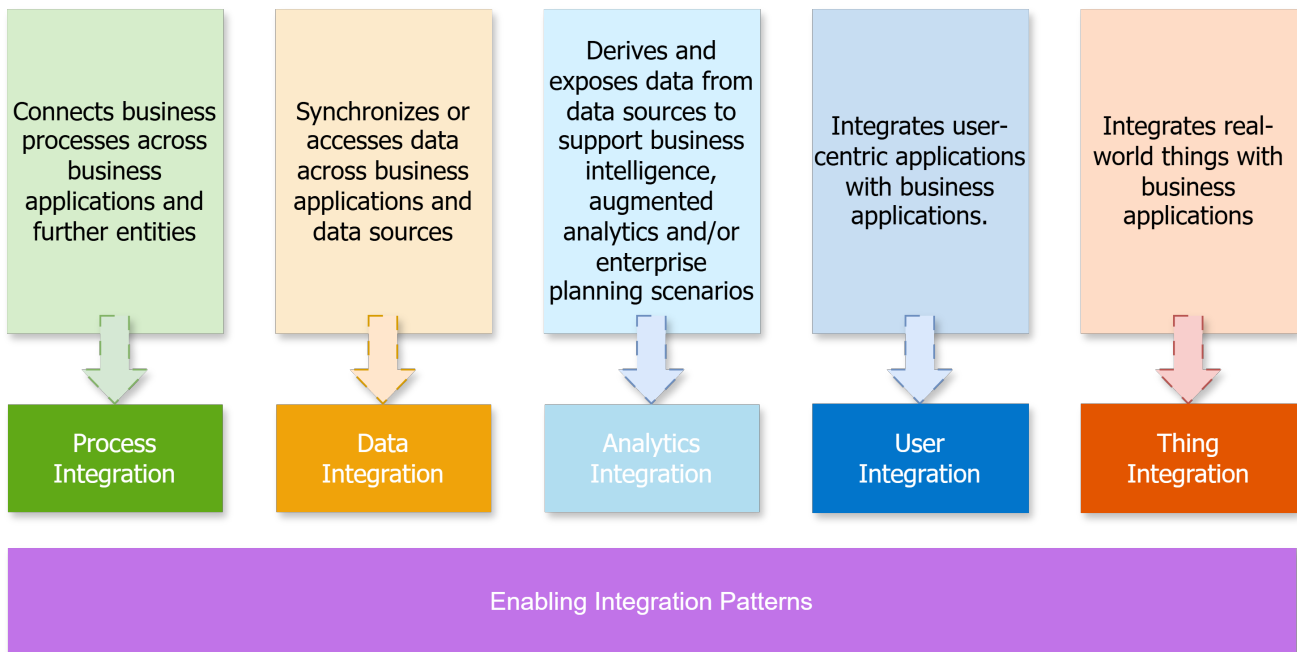 Connects business
processes across
business
applications and
further entities
Synchronizes or
accesses data
across business
applications and
data sources
Derives and
exposes data from
data sources to
support business
intelligence,
augmented
analytics and/or
enterprise
planning scenarios
Integrates user-
centric applications
with business
applications.
Integrates real-
world things with
business
applications
Process
Integration
Data
Integration
Analytics
Integration
User
Integration
Thing
Integration
Enabling Integration Patterns